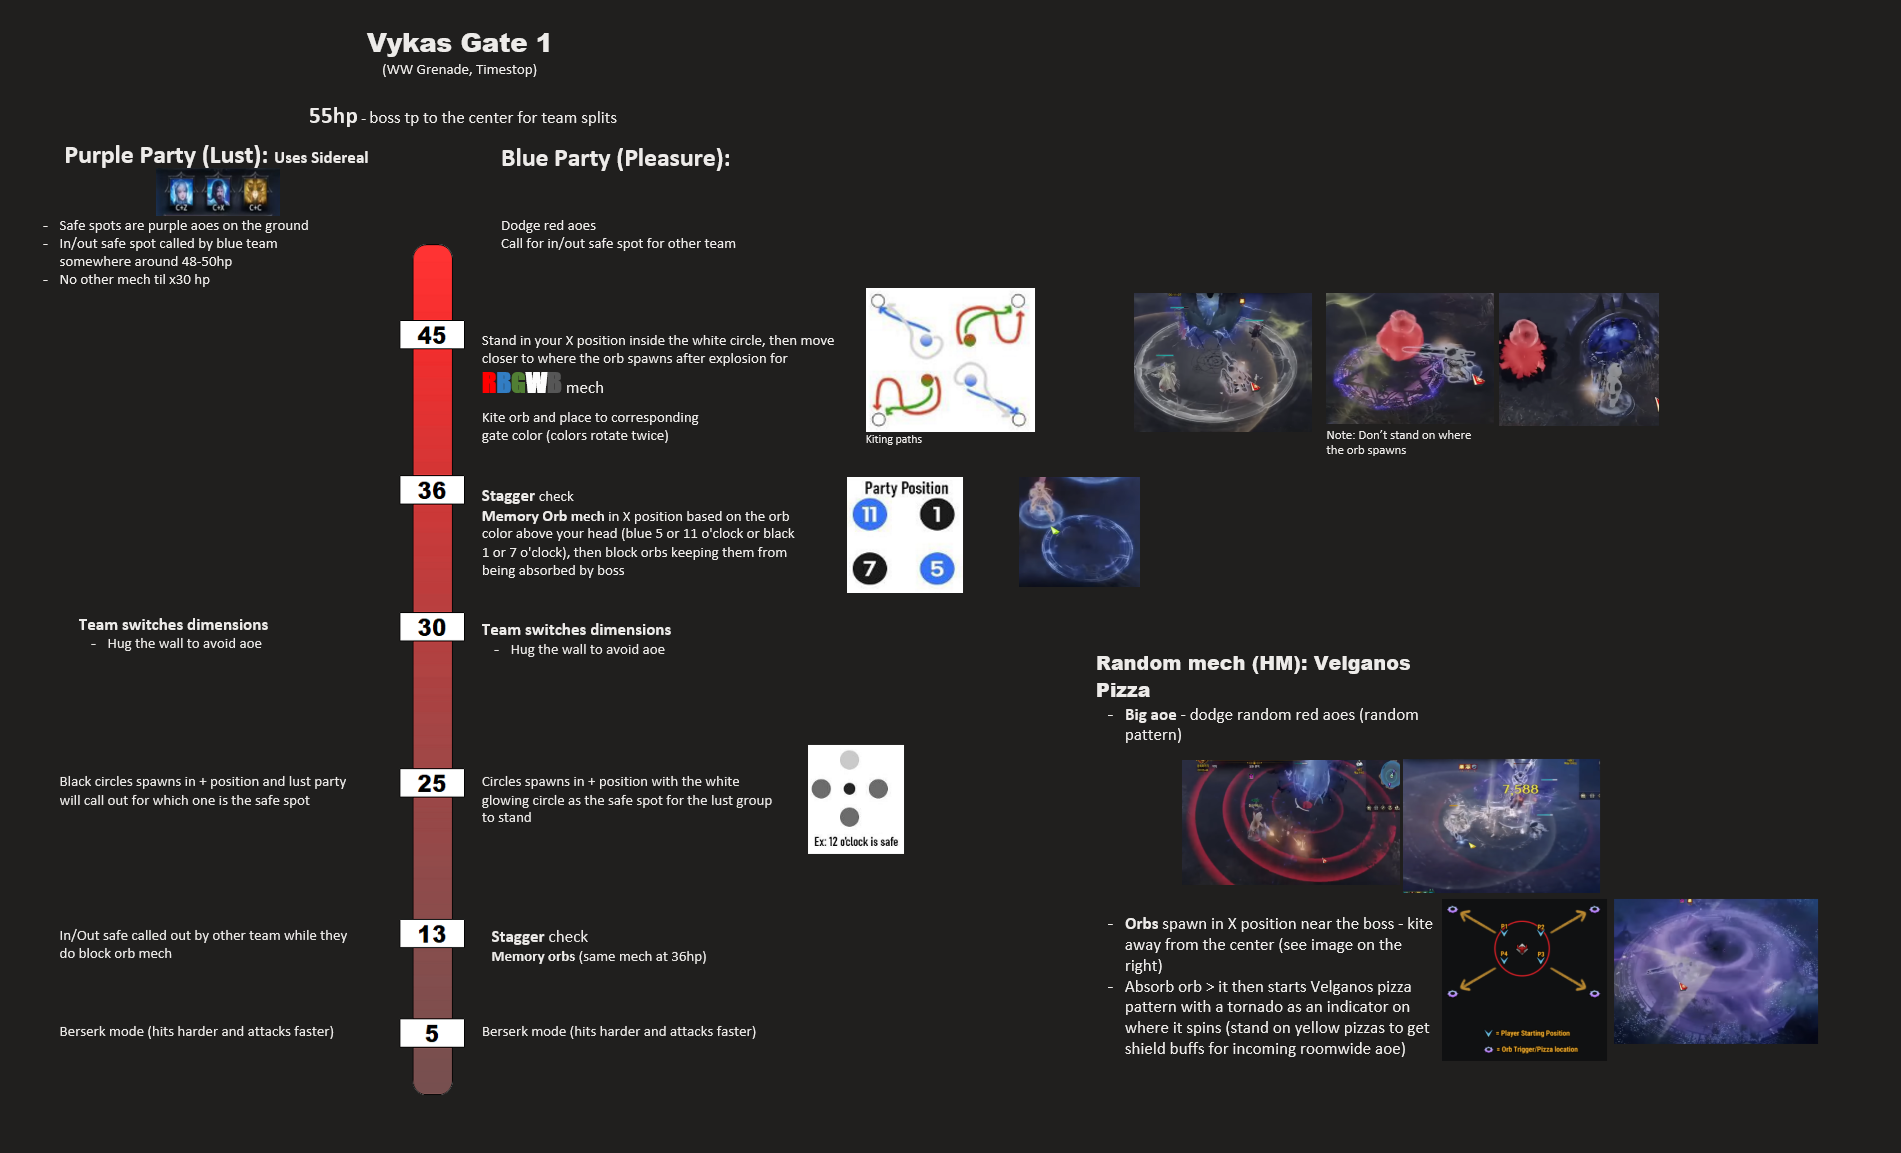 Vykas Gate 1
(WW Grenade, Timestop)
55hp - boss tp to the center for team splits
Purple Party (Lust): Uses Sidereal
C+Z C+X C+C
- Safe spots are purple aoes on the ground
- In/out safe spot called by blue team
somewhere around 48-50hp
- No other mech til x30 hp
Blue Party (Pleasure):
Dodge red aoes
Call for in/out safe spot for other team
45
Stand in your X position inside the white circle, then move
closer to where the orb spawns after explosion for
RBGWB mech
Kite orb and place to corresponding
gate color (colors rotate twice)
Kiting paths
Note: Don't stand on where
the orb spawns
36
Stagger check
Memory Orb mech in X position based on the orb
color above your head (blue 5 or 11 o'clock or black
1 or 7 o'clock), then block orbs keeping them from
being absorbed by boss
Party Position
11 1
7 5
Team switches dimensions
- Hug the wall to avoid aoe
30
Team switches dimensions
- Hug the wall to avoid aoe
Black circles spawns in + position and lust party
will call out for which one is the safe spot
25
Circles spawns in + position with the white
glowing circle as the safe spot for the lust group
to stand
Ex: 12 o'clock is safe
In/Out safe called out by other team while they
do block orb mech
13
Stagger check
Memory orbs (same mech at 36hp)
Berserk mode (hits harder and attacks faster)
5
Berserk mode (hits harder and attacks faster)
Random mech (HM): Velganos
Pizza
- Big aoe - dodge random red aoes (random
pattern)
7,588
- Orbs spawn in X position near the boss - kite
away from the center (see image on the
right)
- Absorb orb > it then starts Velganos pizza
pattern with a tornado as an indicator on
where it spins (stand on yellow pizzas to get
shield buffs for incoming roomwide aoe)
P1 P2
P4 P3
= Player Starting Position
= Orb Trigger/Pizza location